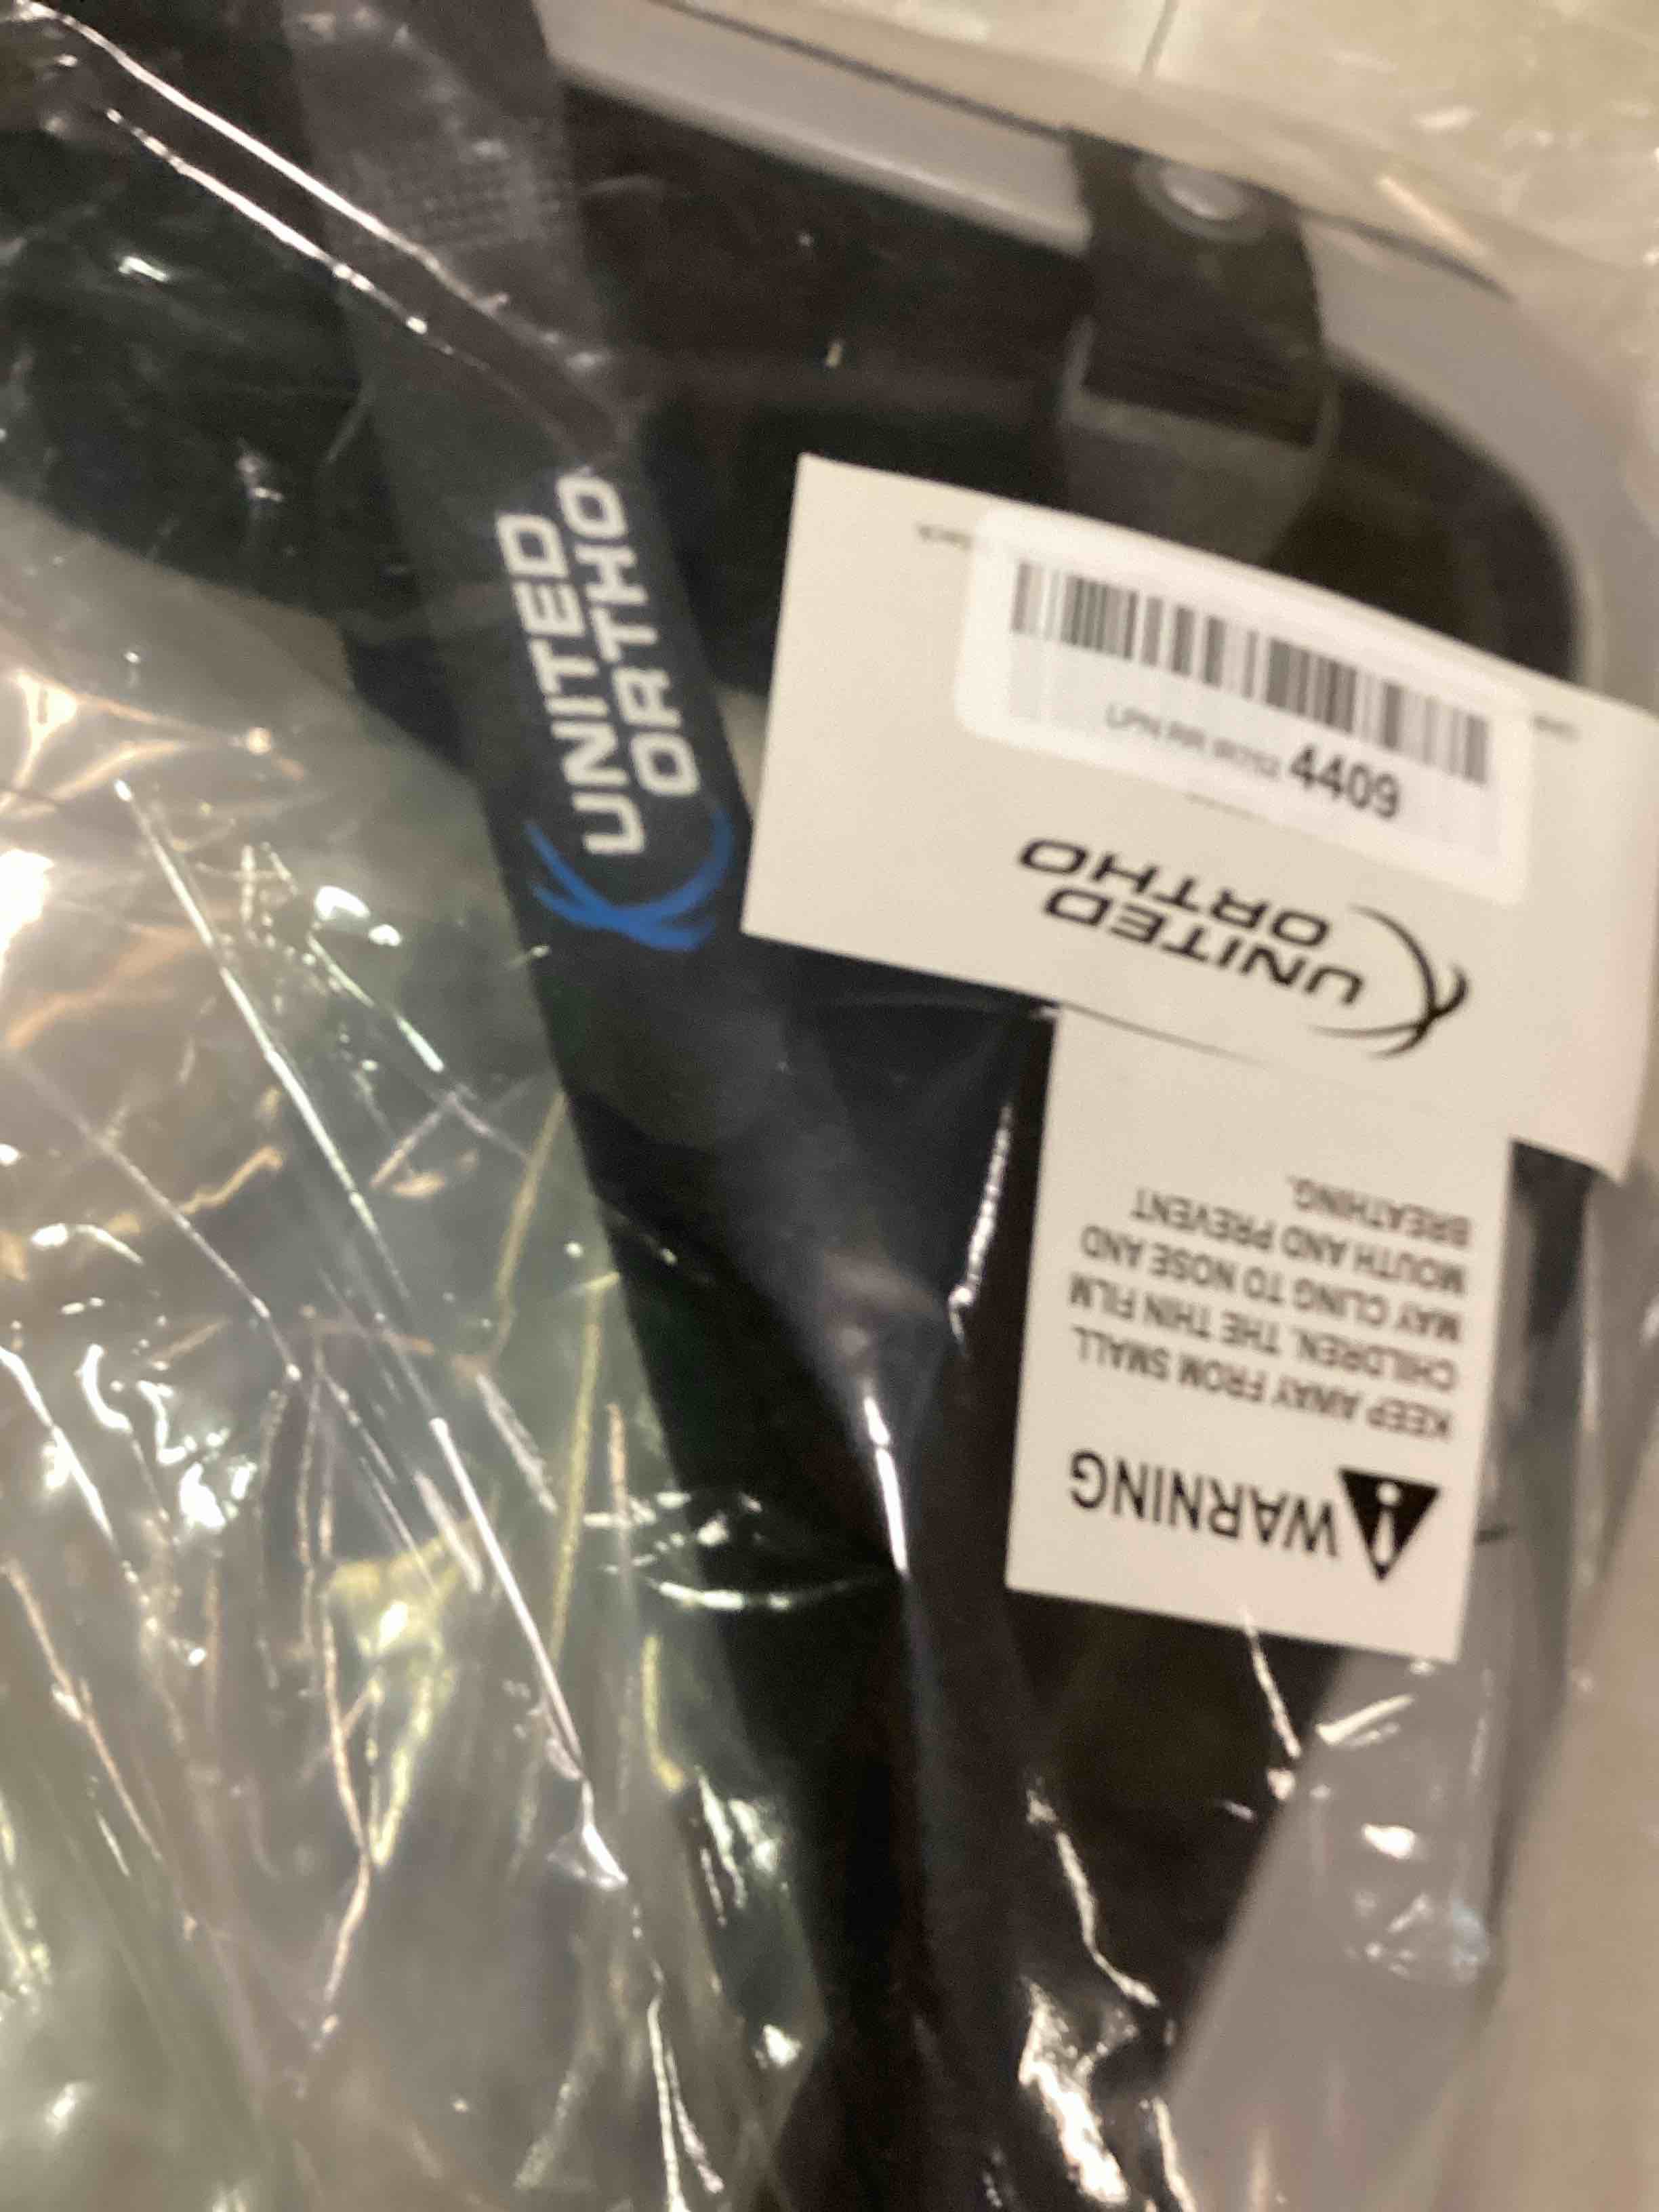 UNITED
ORTHO
4409
UNITED
ORTHO
WARNING
KEEP AWAY FROM SMALL
CHILDREN. THE THIN FILM
MAY CLING TO NOSE AND
MOUTH AND PREVENT
BREATHING.